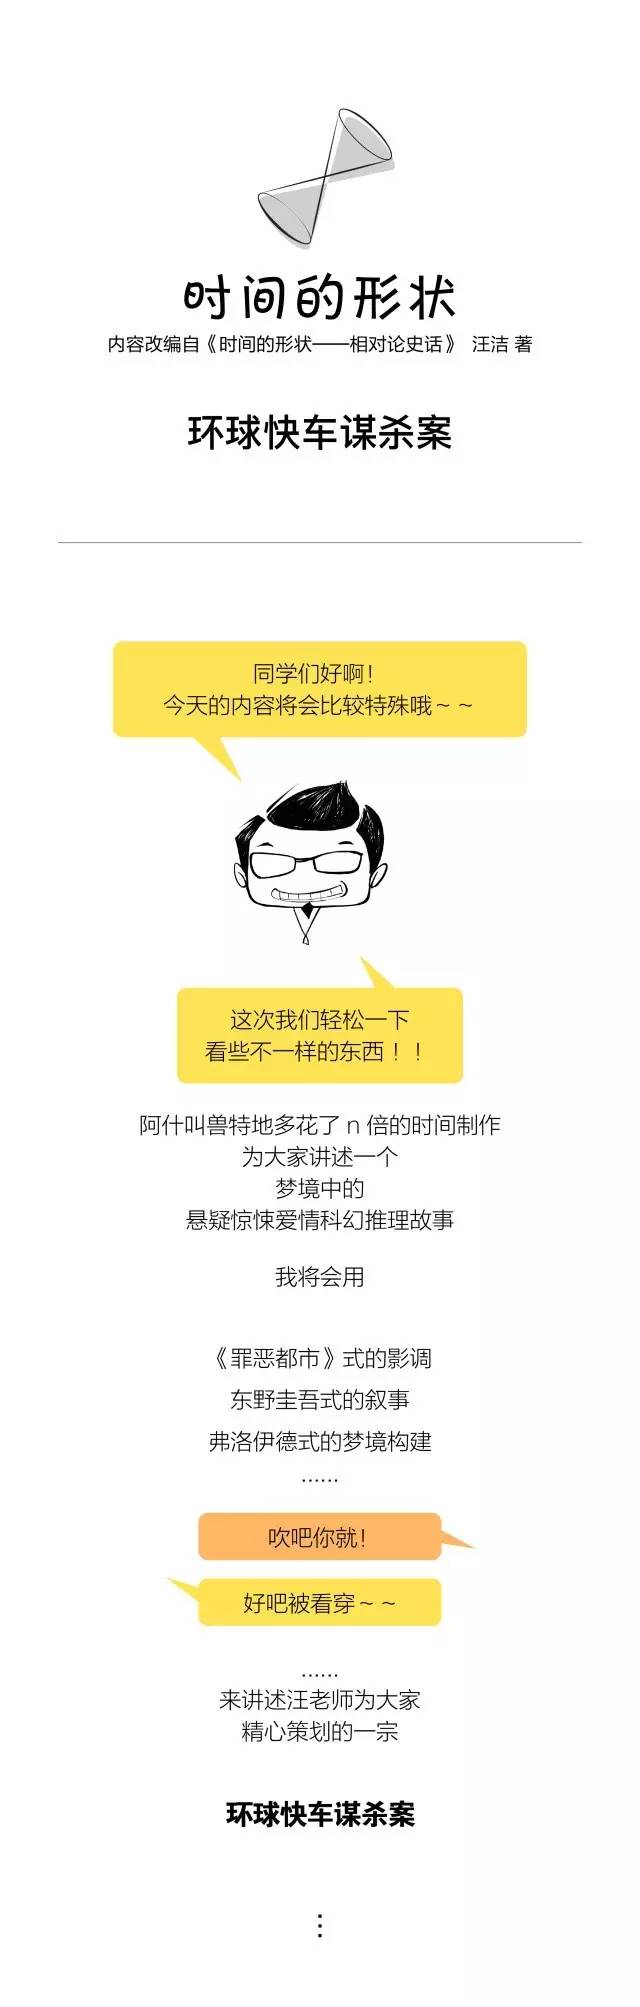 时间的形状
内容改编自《时间的形状——相对论史话》 汪洁 著
环球快车谋杀案
同学们好啊！
今天的内容将会比较特殊哦～～
这次我们轻松一下
看些不一样的东西！！
阿什叫兽特地多花了 n 倍的时间制作
为大家讲述一个
梦境中的
悬疑惊悚爱情科幻推理故事
我将会用
《罪恶都市》式的影调
东野圭吾式的叙事
弗洛伊德式的梦境构建
……
吹吧你就！
好吧被看穿～～
……
来讲述汪老师为大家
精心策划的一宗
环球快车谋杀案
⋮